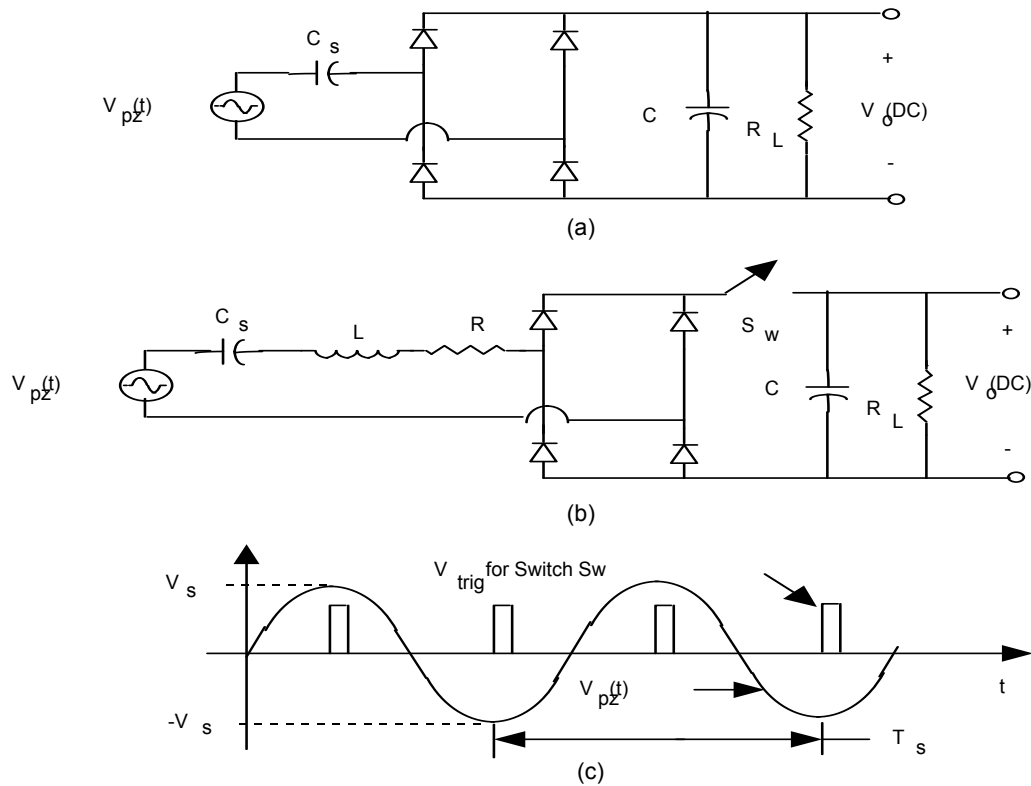 C s
V pz(t)
+
C
R L
V o(DC)
-
(a)
C s
L
R
S w
+
V pz(t)
C
R L
V o(DC)
-
(b)
V s
V trig for Switch Sw
V pz(t)
t
-V s
T s
(c)